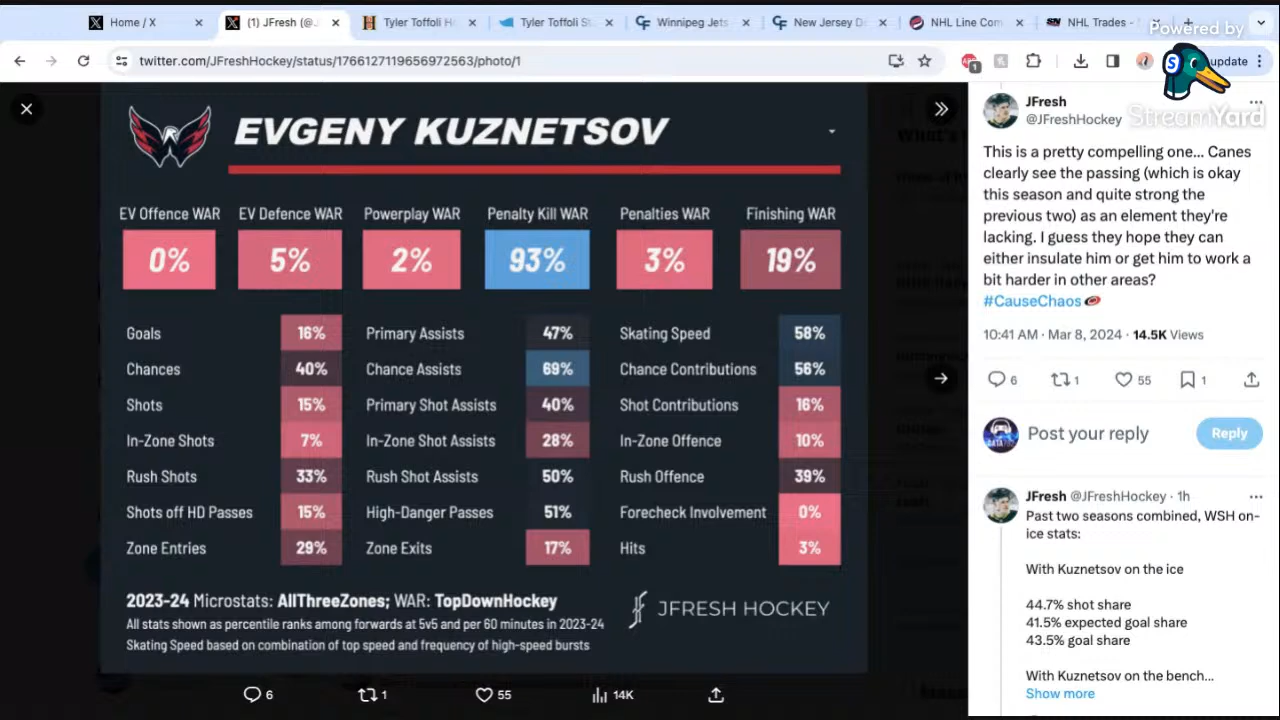 Home / X
(1) JFresh (@J
Tyler Toffoli H
Tyler Toffoli St
Winnipeg Jets
New Jersey D
NHL Line Com
NHL Trades -
Powered by
StreamYard
twitter.com/JFreshHockey/status/1766127119656972563/photo/1
update
EVGENY KUZNETSOV
EV Offence WAR EV Defence WAR Powerplay WAR Penalty Kill WAR Penalties WAR Finishing WAR
0% 5% 2% 93% 3% 19%
Goals 16% Primary Assists 47% Skating Speed 58%
Chances 40% Chance Assists 69% Chance Contributions 56%
Shots 15% Primary Shot Assists 40% Shot Contributions 16%
In-Zone Shots 7% In-Zone Shot Assists 28% In-Zone Offence 10%
Rush Shots 33% Rush Shot Assists 50% Rush Offence 39%
Shots off HD Passes 15% High-Danger Passes 51% Forecheck Involvement 0%
Zone Entries 29% Zone Exits 17% Hits 3%
2023-24 Microstats: AllThreeZones; WAR: TopDownHockey
All stats shown as percentile ranks among forwards at 5v5 and per 60 minutes in 2023-24
Skating Speed based on combination of top speed and frequency of high-speed bursts
JFRESH HOCKEY
6 1 55 14K
JFresh
@JFreshHockey
This is a pretty compelling one... Canes
clearly see the passing (which is okay
this season and quite strong the
previous two) as an element they're
lacking. I guess they hope they can
either insulate him or get him to work a
bit harder in other areas?
#CauseChaos
10:41 AM · Mar 8, 2024 · 14.5K Views
6 1 55 1
Post your reply
Reply
JFresh @JFreshHockey · 1h
Past two seasons combined, WSH on-
ice stats:
With Kuznetsov on the ice
44.7% shot share
41.5% expected goal share
43.5% goal share
With Kuznetsov on the bench...
Show more